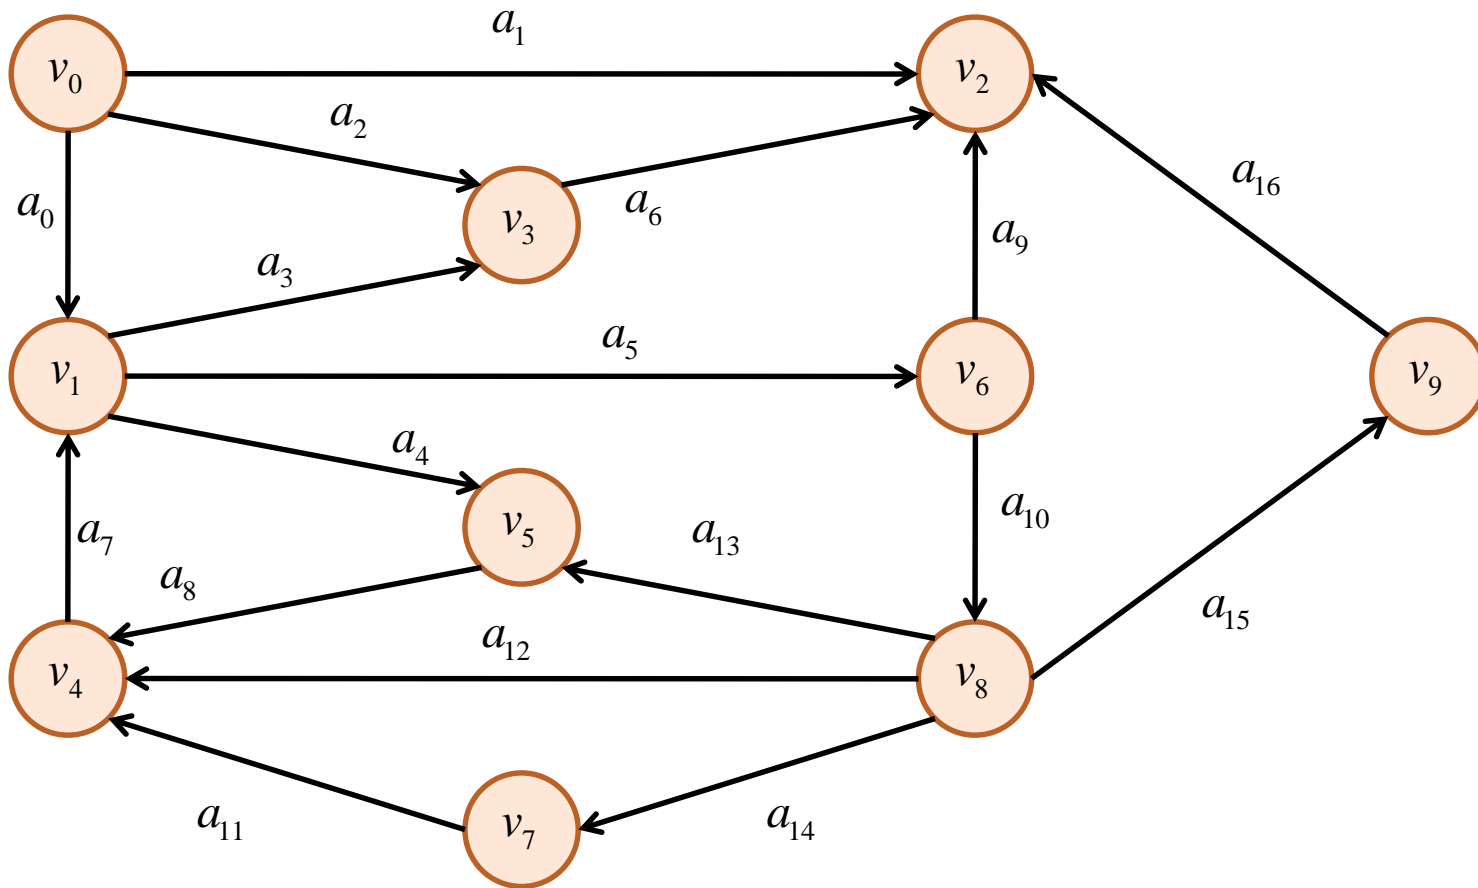 a₁
v₀
v₂
a₂
a₁₆
a₀
a₆
v₃
a₉
a₃
a₅
v₁
v₆
v₉
a₄
a₁₀
a₇
v₅
a₁₃
a₈
a₁₅
a₁₂
v₄
v₈
a₁₁
v₇
a₁₄